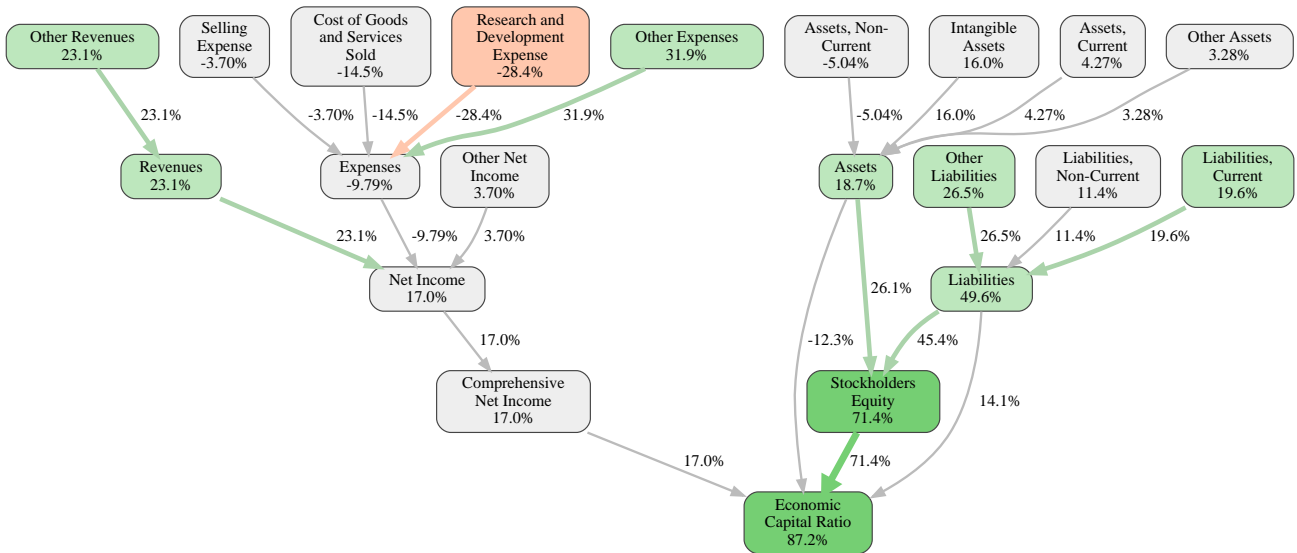 Other Revenues
23.1%
Selling
Expense
-3.70%
Cost of Goods
and Services
Sold
-14.5%
Research and
Development
Expense
-28.4%
Other Expenses
31.9%
Assets, Non-
Current
-5.04%
Intangible
Assets
16.0%
Assets,
Current
4.27%
Other Assets
3.28%
23.1%
-3.70%
-14.5%
-28.4%
31.9%
-5.04%
16.0%
4.27%
3.28%
Revenues
23.1%
Expenses
-9.79%
Other Net
Income
3.70%
Assets
18.7%
Other
Liabilities
26.5%
Liabilities,
Non-Current
11.4%
Liabilities,
Current
19.6%
23.1%
-9.79%
3.70%
26.5%
11.4%
19.6%
Net Income
17.0%
26.1%
Liabilities
49.6%
17.0%
-12.3%
45.4%
Comprehensive
Net Income
17.0%
Stockholders
Equity
71.4%
14.1%
17.0%
71.4%
Economic
Capital Ratio
87.2%